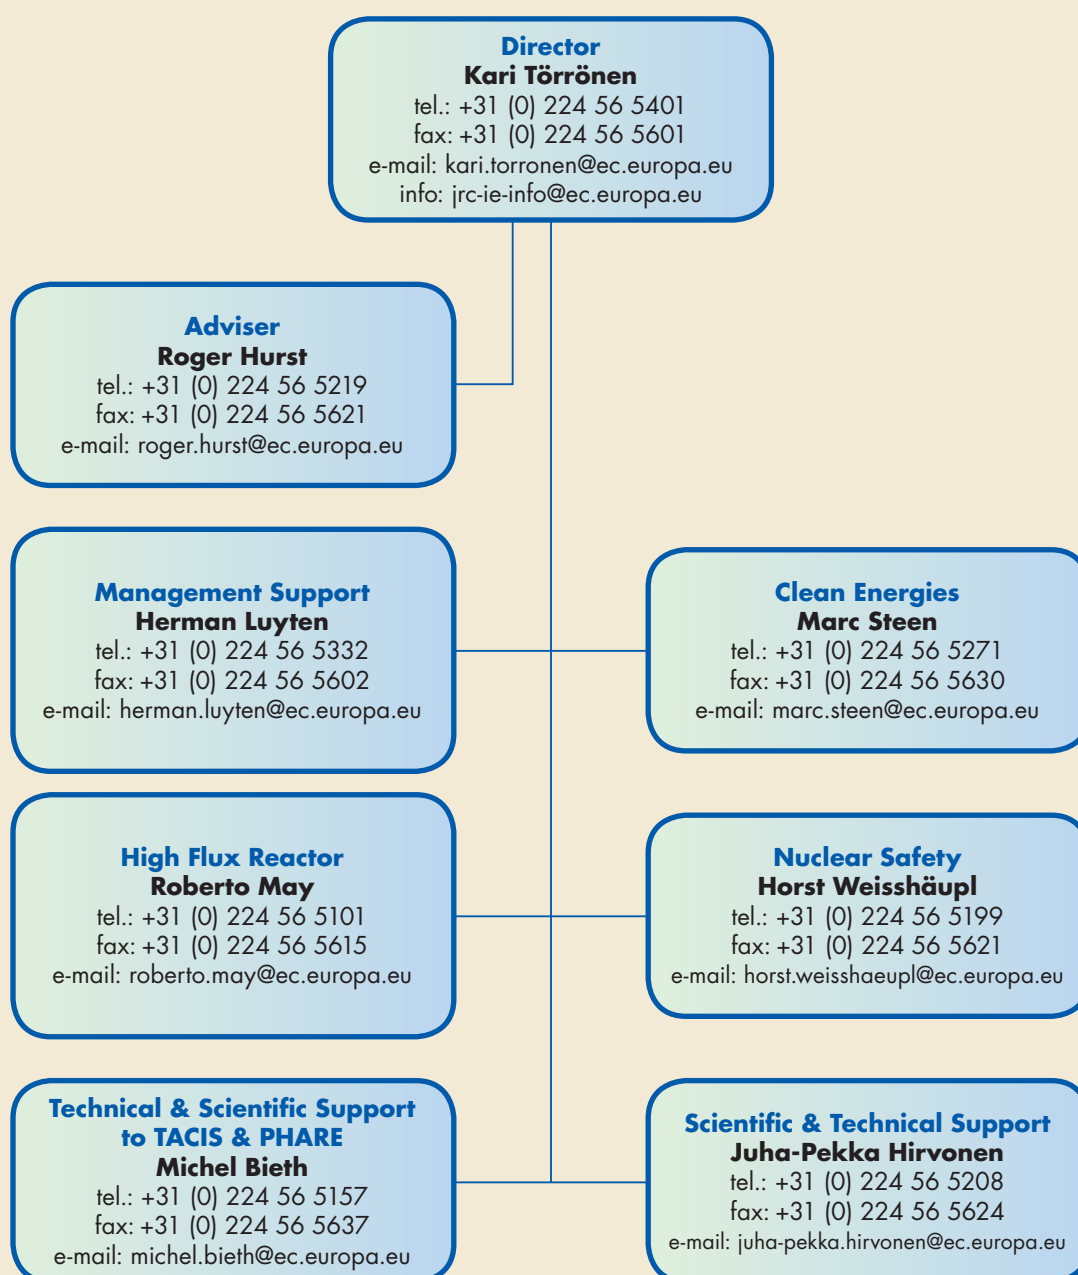 Director
Kari Törrönen
tel.: +31 (0) 224 56 5401
fax: +31 (0) 224 56 5601
e-mail: kari.torronen@ec.europa.eu
info: jrc-ie-info@ec.europa.eu
Adviser
Roger Hurst
tel.: +31 (0) 224 56 5219
fax: +31 (0) 224 56 5621
e-mail: roger.hurst@ec.europa.eu
Management Support
Herman Luyten
tel.: +31 (0) 224 56 5332
fax: +31 (0) 224 56 5602
e-mail: herman.luyten@ec.europa.eu
Clean Energies
Marc Steen
tel.: +31 (0) 224 56 5271
fax: +31 (0) 224 56 5630
e-mail: marc.steen@ec.europa.eu
High Flux Reactor
Roberto May
tel.: +31 (0) 224 56 5101
fax: +31 (0) 224 56 5615
e-mail: roberto.may@ec.europa.eu
Nuclear Safety
Horst Weisshäupl
tel.: +31 (0) 224 56 5199
fax: +31 (0) 224 56 5621
e-mail: horst.weisshaeupl@ec.europa.eu
Technical & Scientific Support
to TACIS & PHARE
Michel Bieth
tel.: +31 (0) 224 56 5157
fax: +31 (0) 224 56 5637
e-mail: michel.bieth@ec.europa.eu
Scientific & Technical Support
Juha-Pekka Hirvonen
tel.: +31 (0) 224 56 5208
fax: +31 (0) 224 56 5624
e-mail: juha-pekka.hirvonen@ec.europa.eu